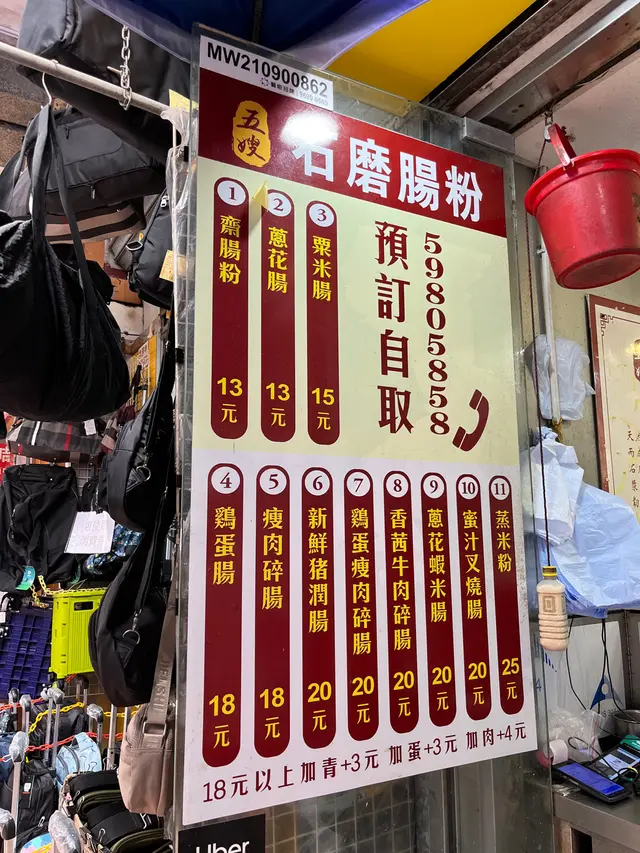 MW210900862
五嫂
石磨腸粉
① 齋腸粉 13元
② 蔥花腸 13元
③ 粟米腸 15元
預訂自取
59805858
④ 鷄蛋腸 18元
⑤ 瘦肉碎腸 18元
⑥ 新鮮猪潤腸 20元
⑦ 鷄蛋瘦肉碎腸 20元
⑧ 香茜牛肉碎腸 20元
⑨ 蔥花蝦米腸 20元
⑩ 蜜汁叉燒腸 20元
⑪ 蒸米粉 25元
18元以上加青+3元 加蛋+3元 加肉+4元
Uber